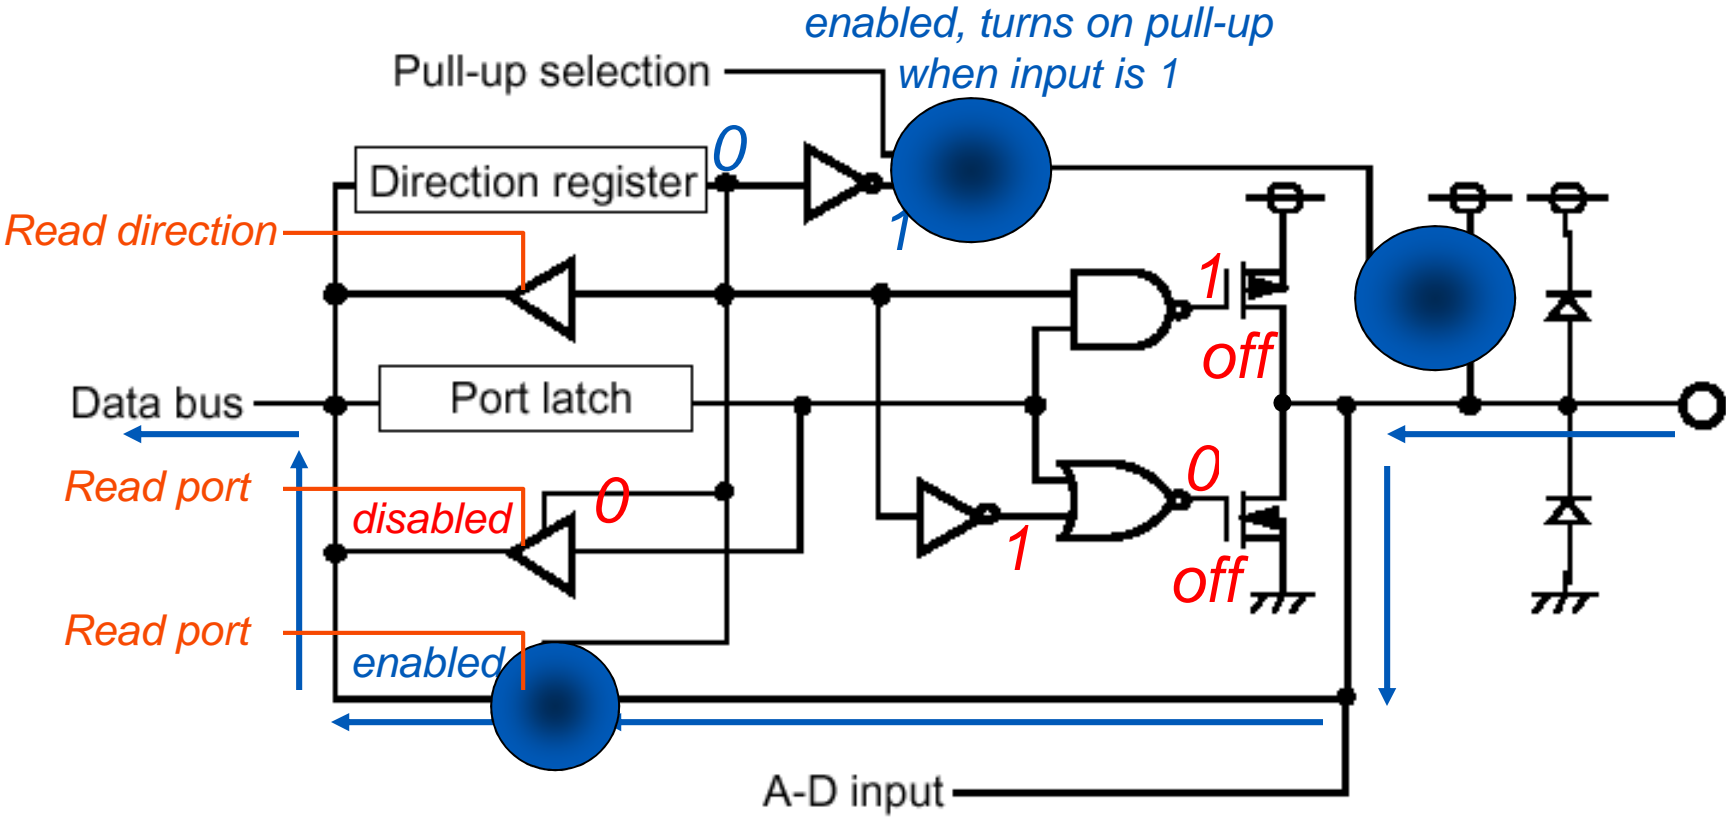 enabled, turns on pull-up
when input is 1
Pull-up selection
0
Direction register
1
Read direction
1
off
Data bus
Port latch
Read port
disabled
0
0
1
off
Read port
enabled
A-D input